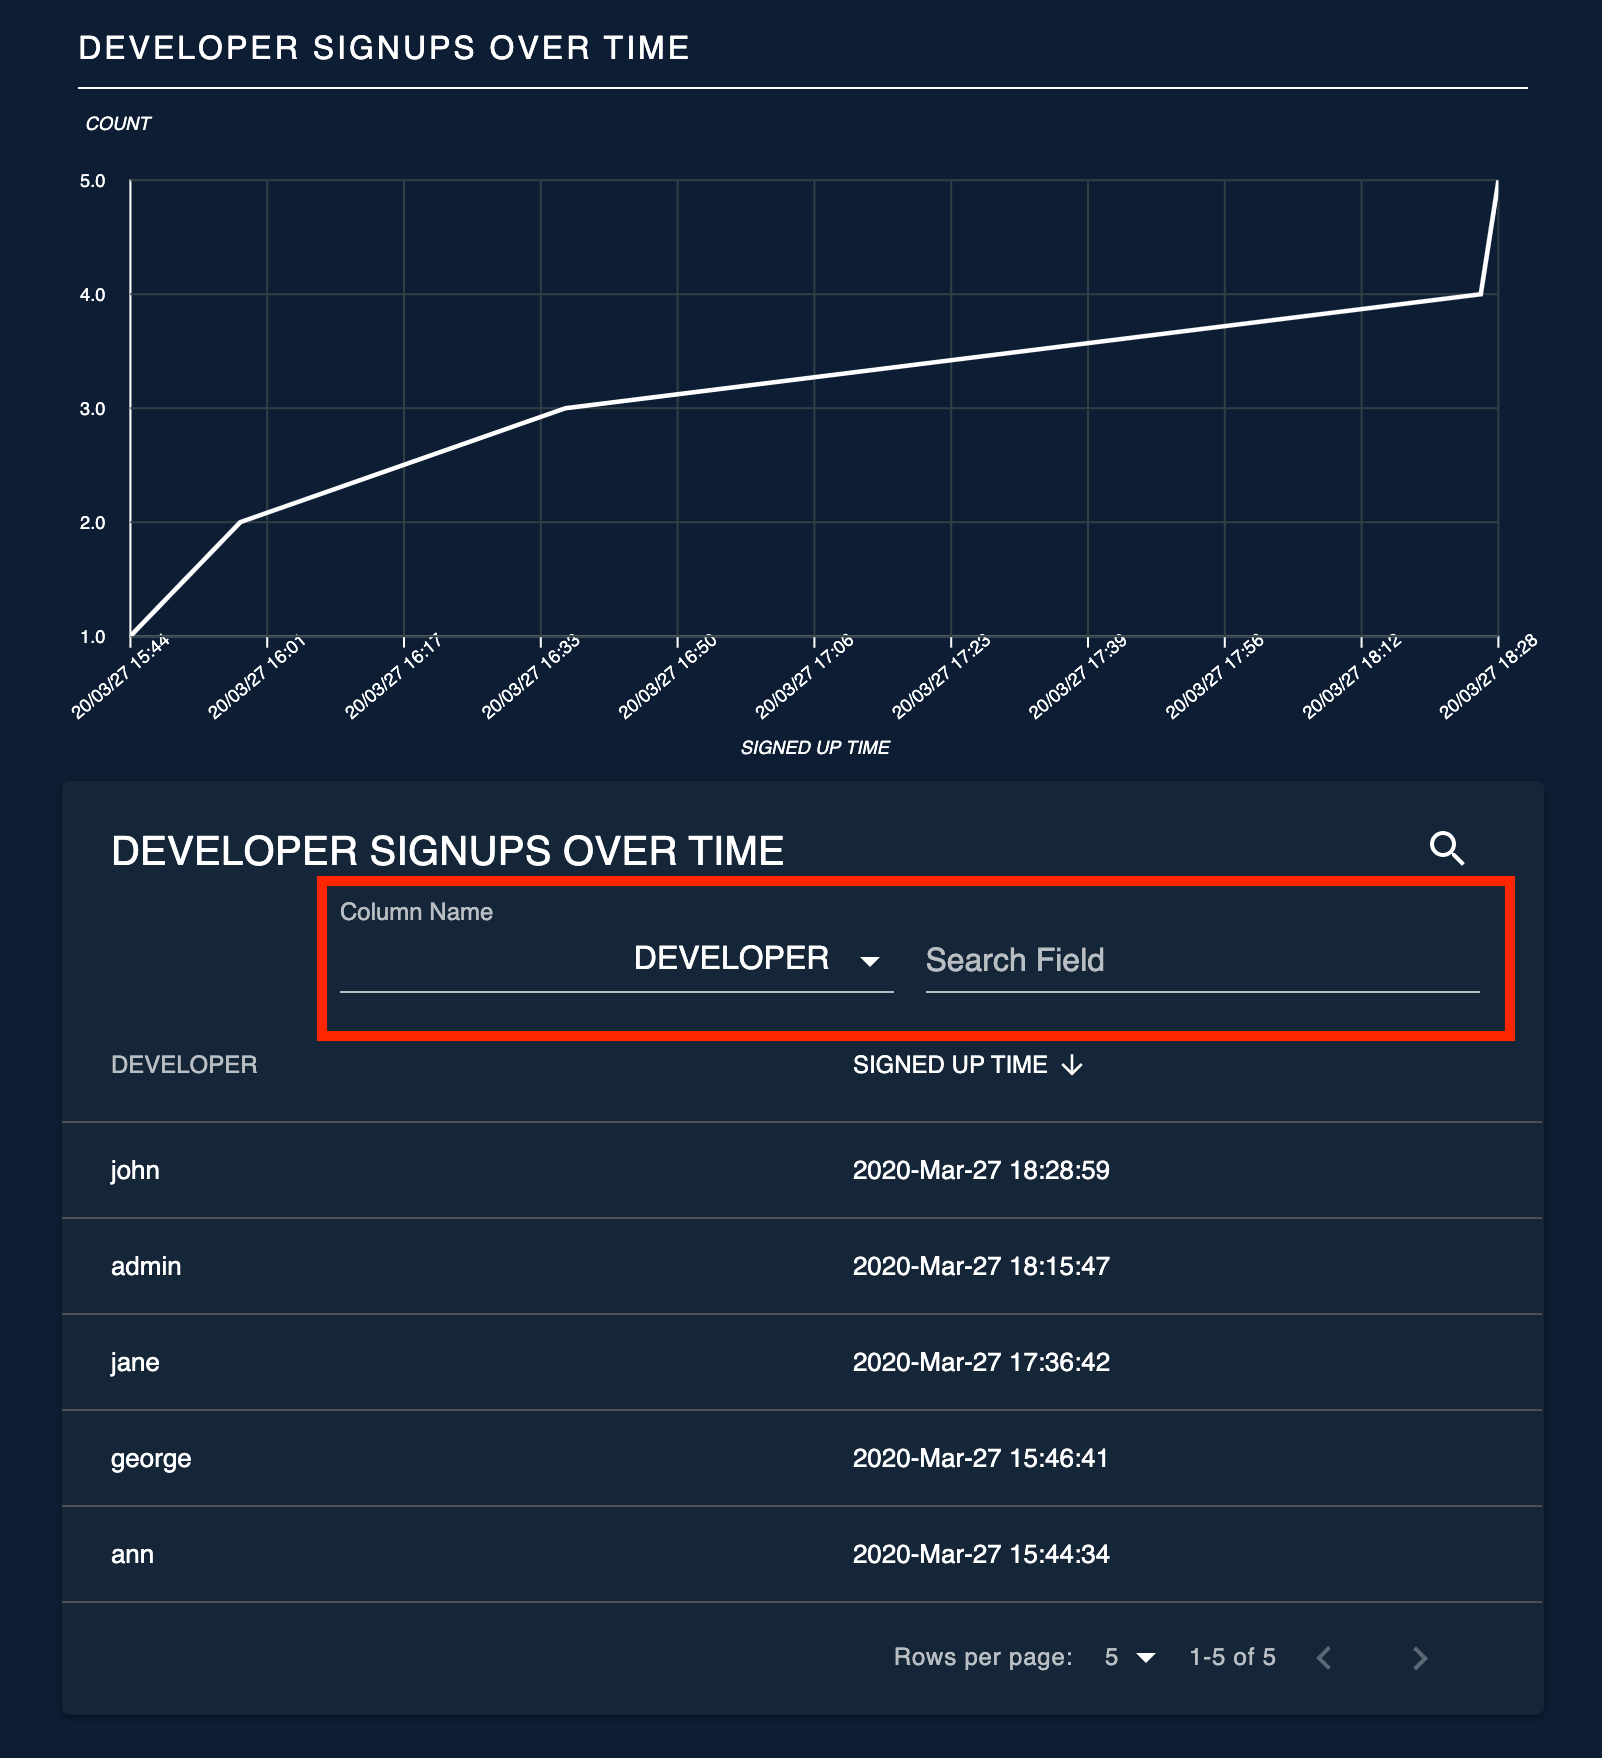 DEVELOPER SIGNUPS OVER TIME
COUNT
5.0
4.0
3.0
2.0
1.0
20/03/27 15:44
20/03/27 16:01
20/03/27 16:17
20/03/27 16:33
20/03/27 16:50
20/03/27 17:06
20/03/27 17:23
20/03/27 17:39
20/03/27 17:56
20/03/27 18:12
20/03/27 18:28
SIGNED UP TIME
DEVELOPER SIGNUPS OVER TIME
Column Name
DEVELOPER Search Field
DEVELOPER SIGNED UP TIME
john 2020-Mar-27 18:28:59
admin 2020-Mar-27 18:15:47
jane 2020-Mar-27 17:36:42
george 2020-Mar-27 15:46:41
ann 2020-Mar-27 15:44:34
Rows per page: 5 1-5 of 5